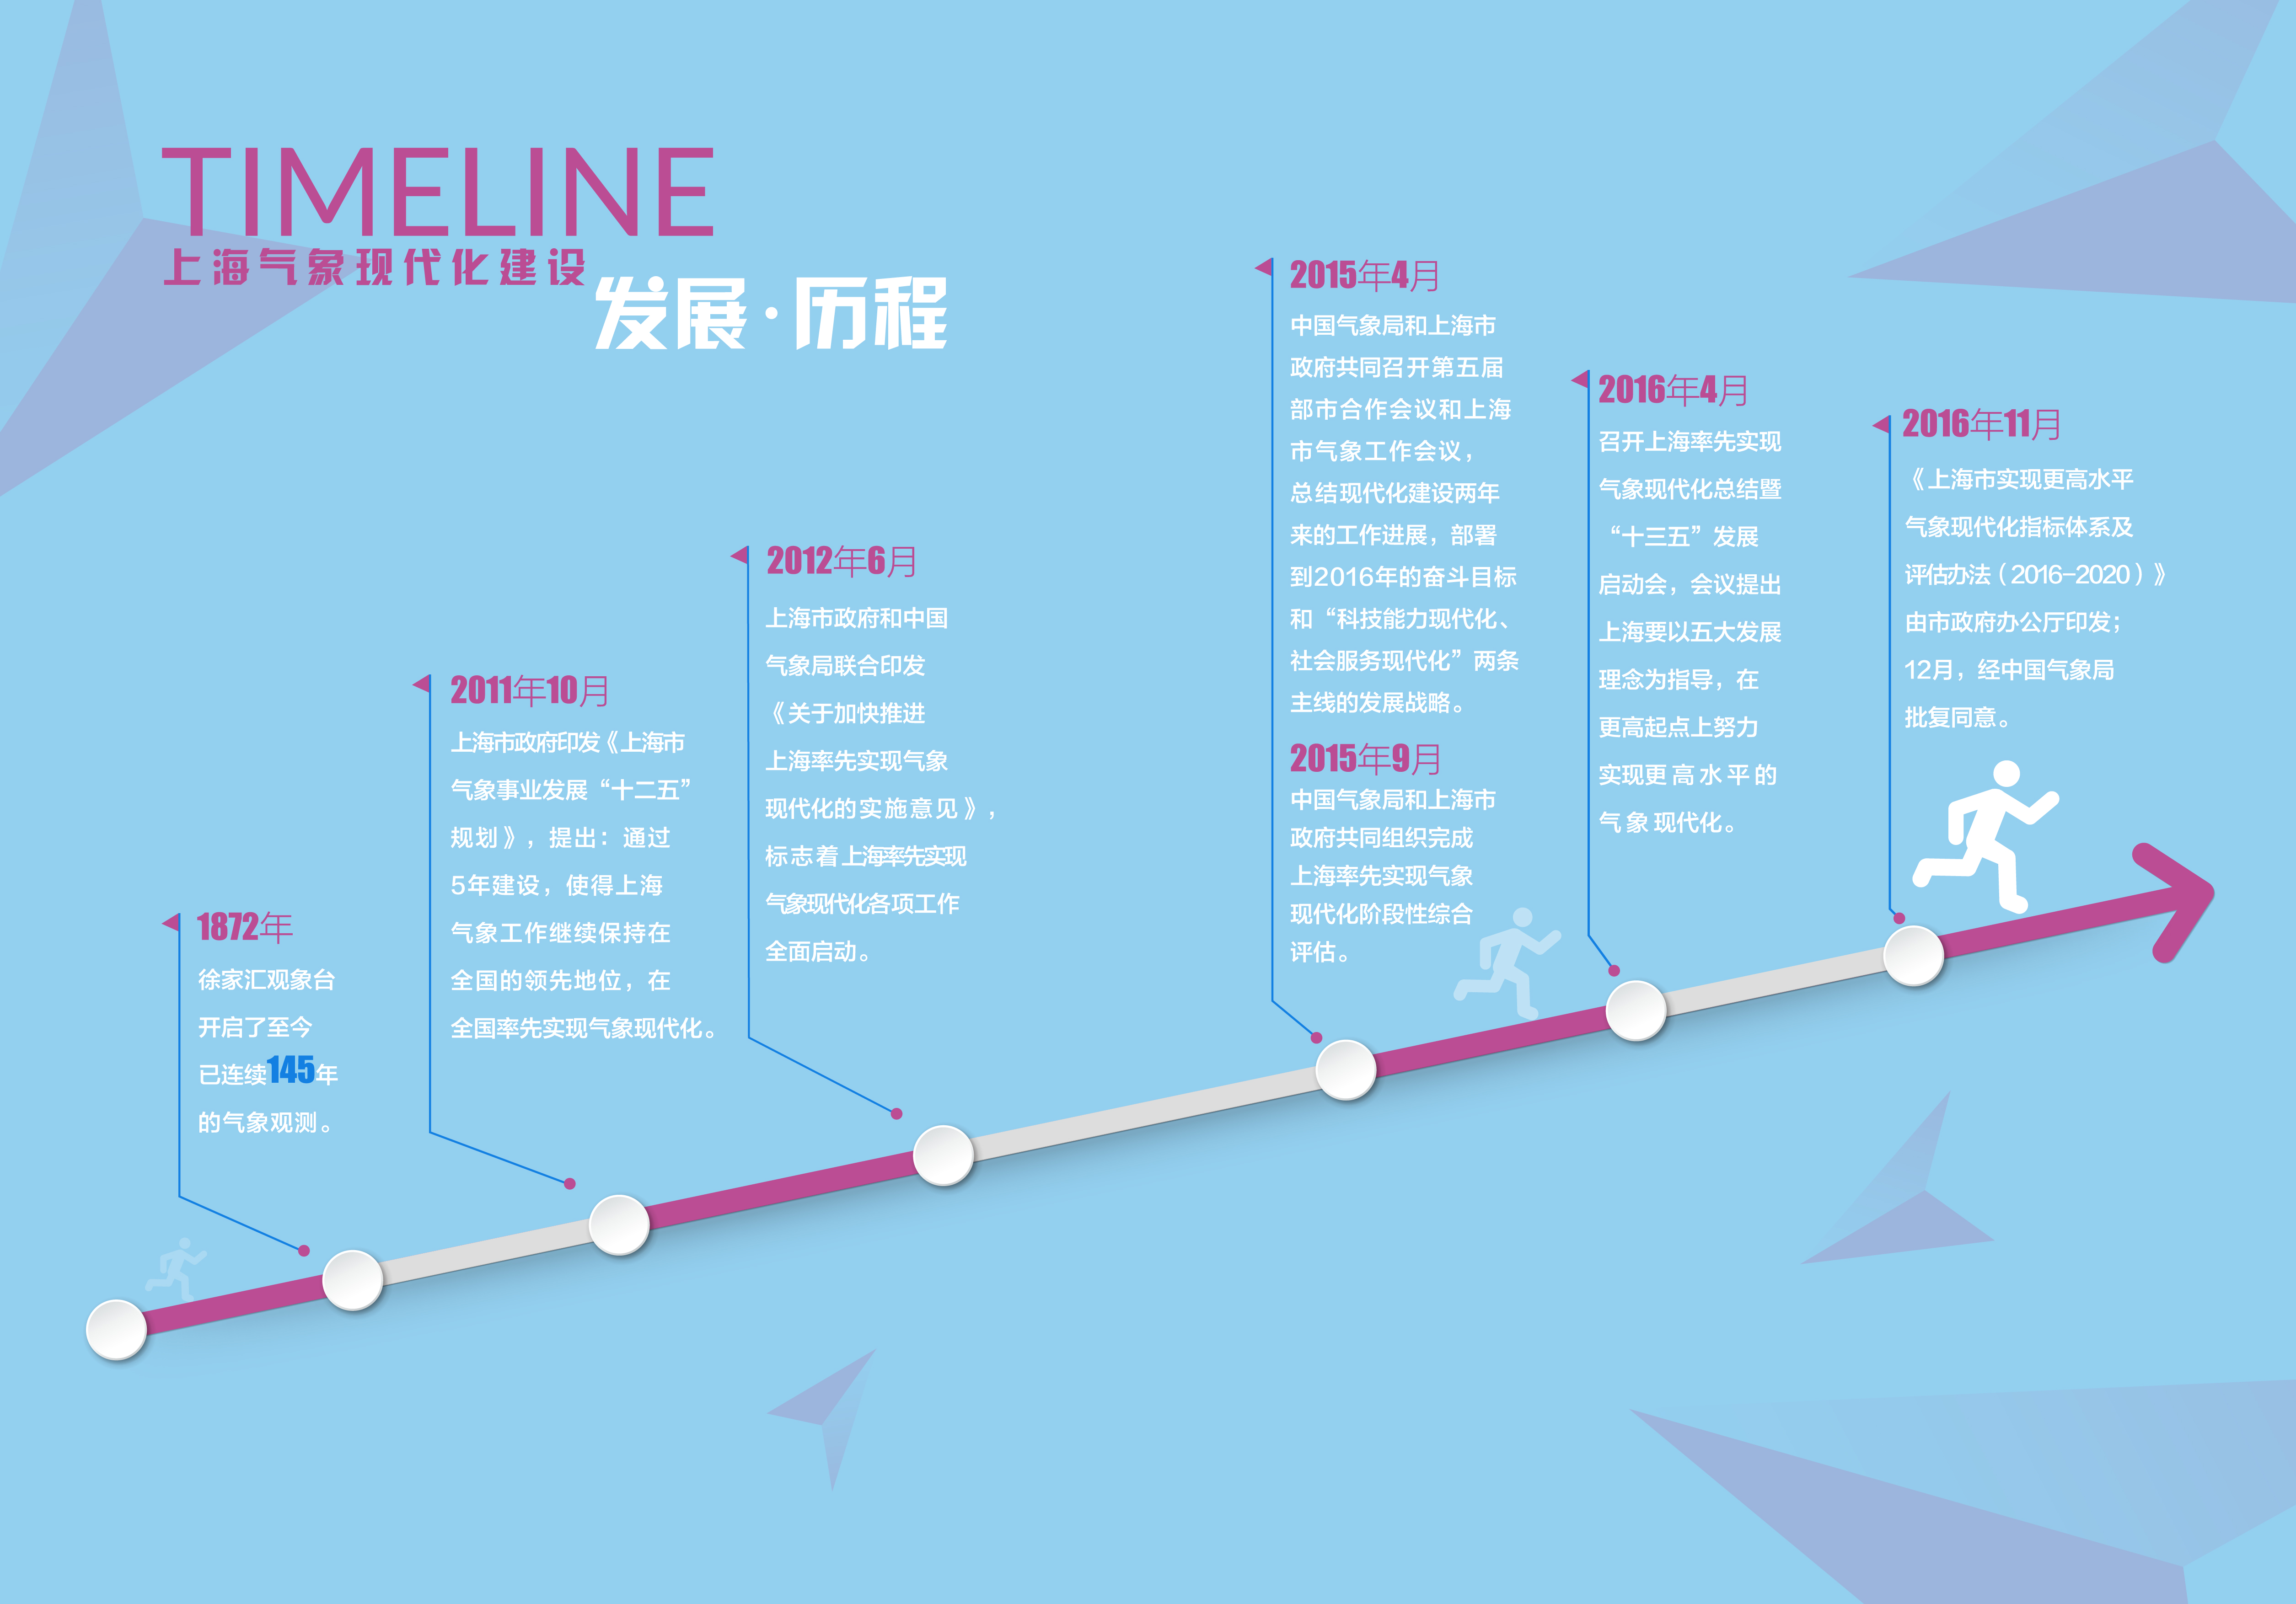 TIMELINE
上海气象现代化建设
发展·历程
1872年
徐家汇观象台
开启了至今
已连续145年
的气象观测。
2011年10月
上海市政府印发《上海市
气象事业发展“十二五”
规划》，提出：通过
5年建设，使得上海
气象工作继续保持在
全国的领先地位，在
全国率先实现气象现代化。
2012年6月
上海市政府和中国
气象局联合印发
《关于加快推进
上海率先实现气象
现代化的实施意见》，
标志着上海率先实现
气象现代化各项工作
全面启动。
2015年4月
中国气象局和上海市
政府共同召开第五届
部市合作会议和上海
市气象工作会议，
总结现代化建设两年
来的工作进展，部署
到2016年的奋斗目标
和“科技能力现代化、
社会服务现代化”两条
主线的发展战略。
2015年9月
中国气象局和上海市
政府共同组织完成
上海率先实现气象
现代化阶段性综合
评估。
2016年4月
召开上海率先实现
气象现代化总结暨
“十三五”发展
启动会，会议提出
上海要以五大发展
理念为指导，在
更高起点上努力
实现更高水平的
气象现代化。
2016年11月
《上海市实现更高水平
气象现代化指标体系及
评估办法（2016-2020）》
由市政府办公厅印发；
12月，经中国气象局
批复同意。